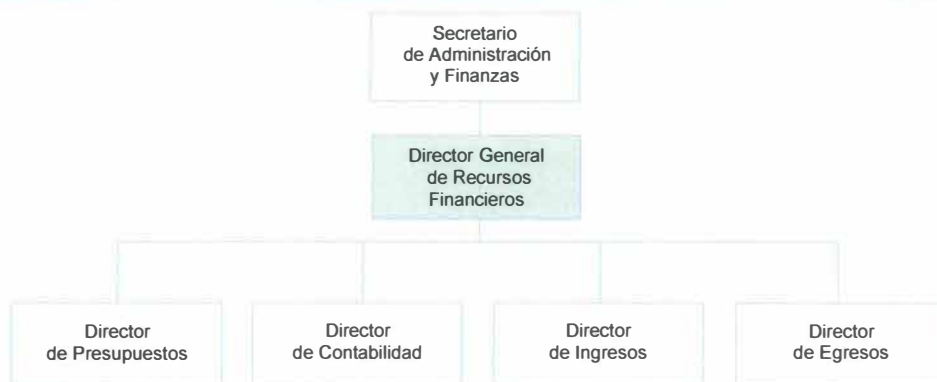 Secretario
de Administración
y Finanzas
Director General
de Recursos
Financieros
Director
de Presupuestos
Director
de Contabilidad
Director
de Ingresos
Director
de Egresos